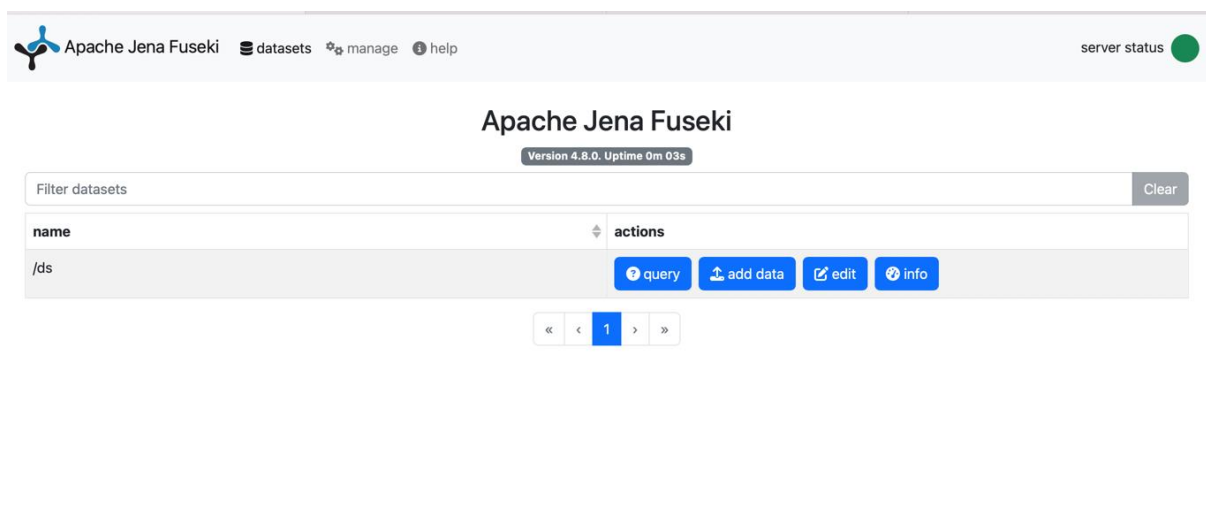 Apache Jena Fuseki datasets manage help server status
Apache Jena Fuseki
Version 4.8.0. Uptime 0m 03s
Filter datasets Clear
name actions
/ds query add data edit info
« ‹ 1 › »